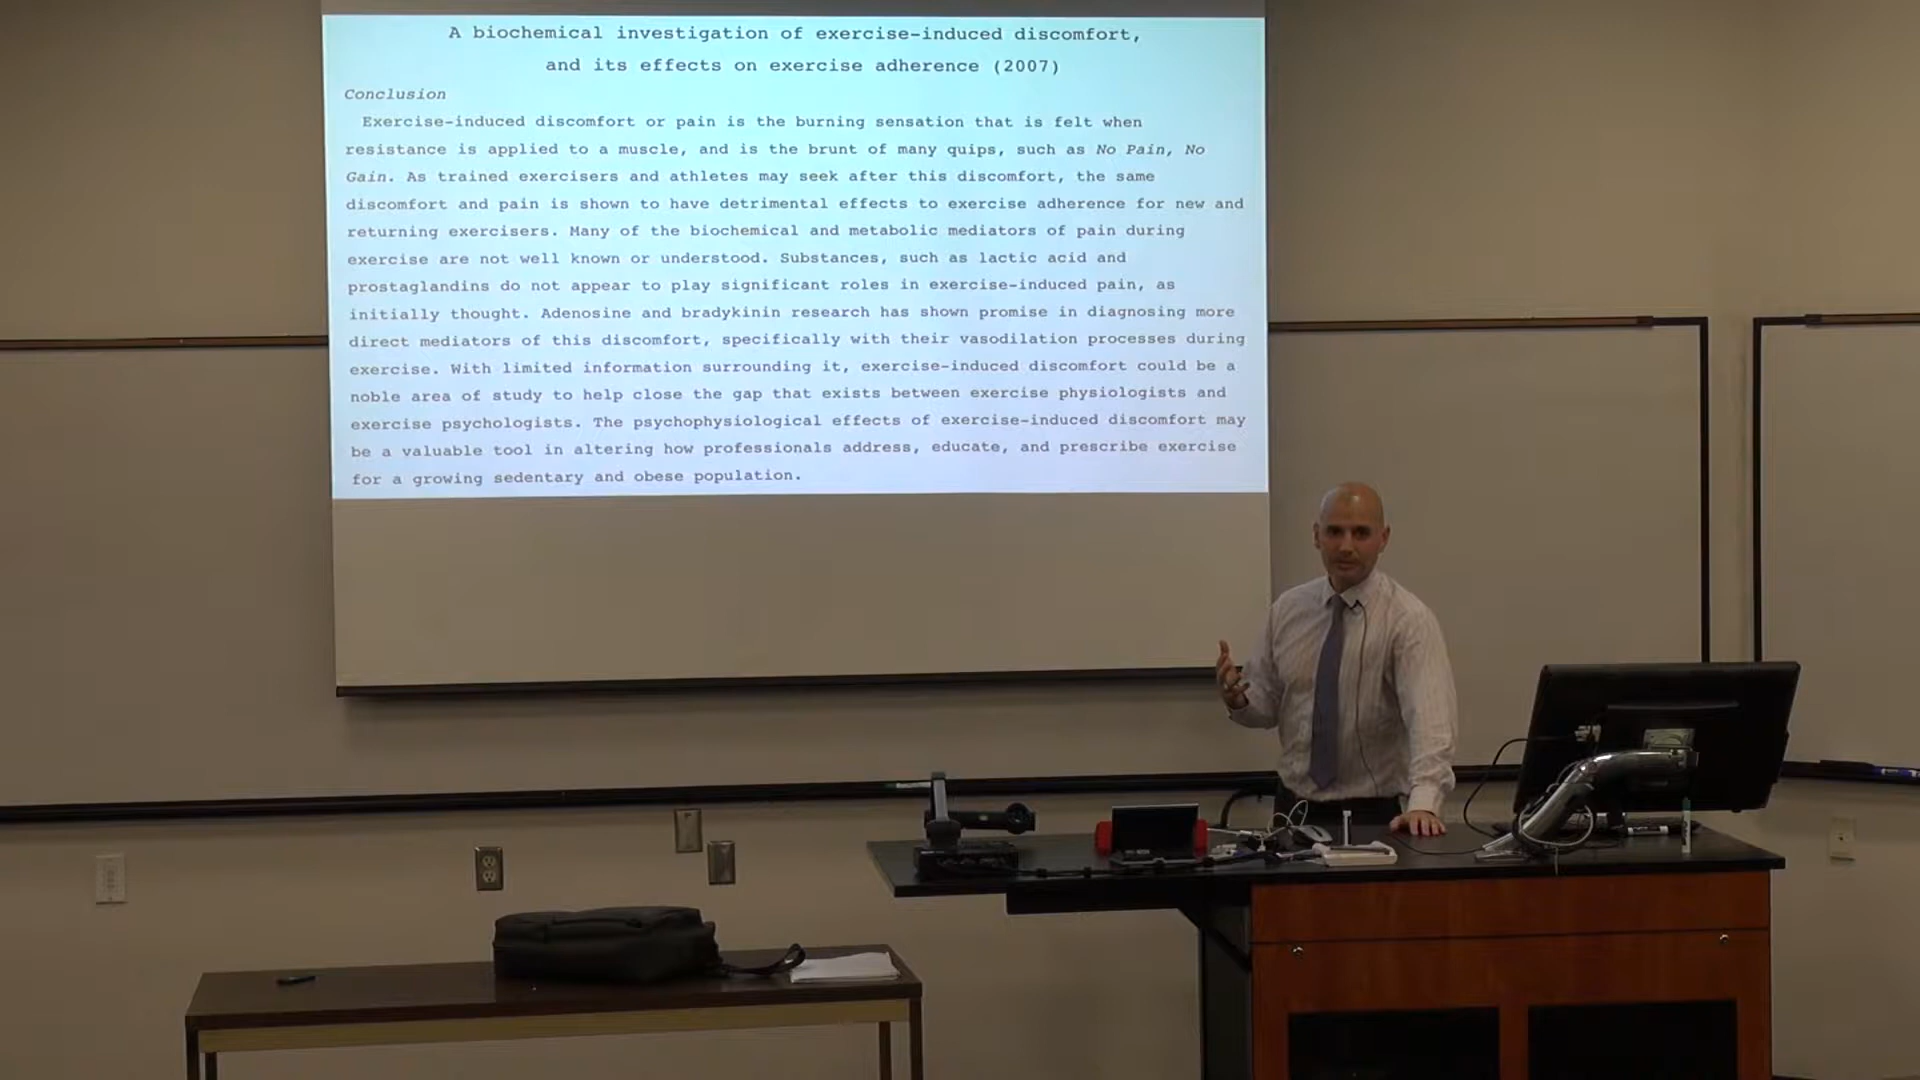 A biochemical investigation of exercise-induced discomfort,
and its effects on exercise adherence (2007)
Conclusion
Exercise-induced discomfort or pain is the burning sensation that is felt when
resistance is applied to a muscle, and is the brunt of many quips, such as No Pain, No
Gain. As trained exercisers and athletes may seek after this discomfort, the same
discomfort and pain is shown to have detrimental effects to exercise adherence for new and
returning exercisers. Many of the biochemical and metabolic mediators of pain during
exercise are not well known or understood. Substances, such as lactic acid and
prostaglandins do not appear to play significant roles in exercise-induced pain, as
initially thought. Adenosine and bradykinin research has shown promise in diagnosing more
direct mediators of this discomfort, specifically with their vasodilation processes during
exercise. With limited information surrounding it, exercise-induced discomfort could be a
noble area of study to help close the gap that exists between exercise physiologists and
exercise psychologists. The psychophysiological effects of exercise-induced discomfort may
be a valuable tool in altering how professionals address, educate, and prescribe exercise
for a growing sedentary and obese population.